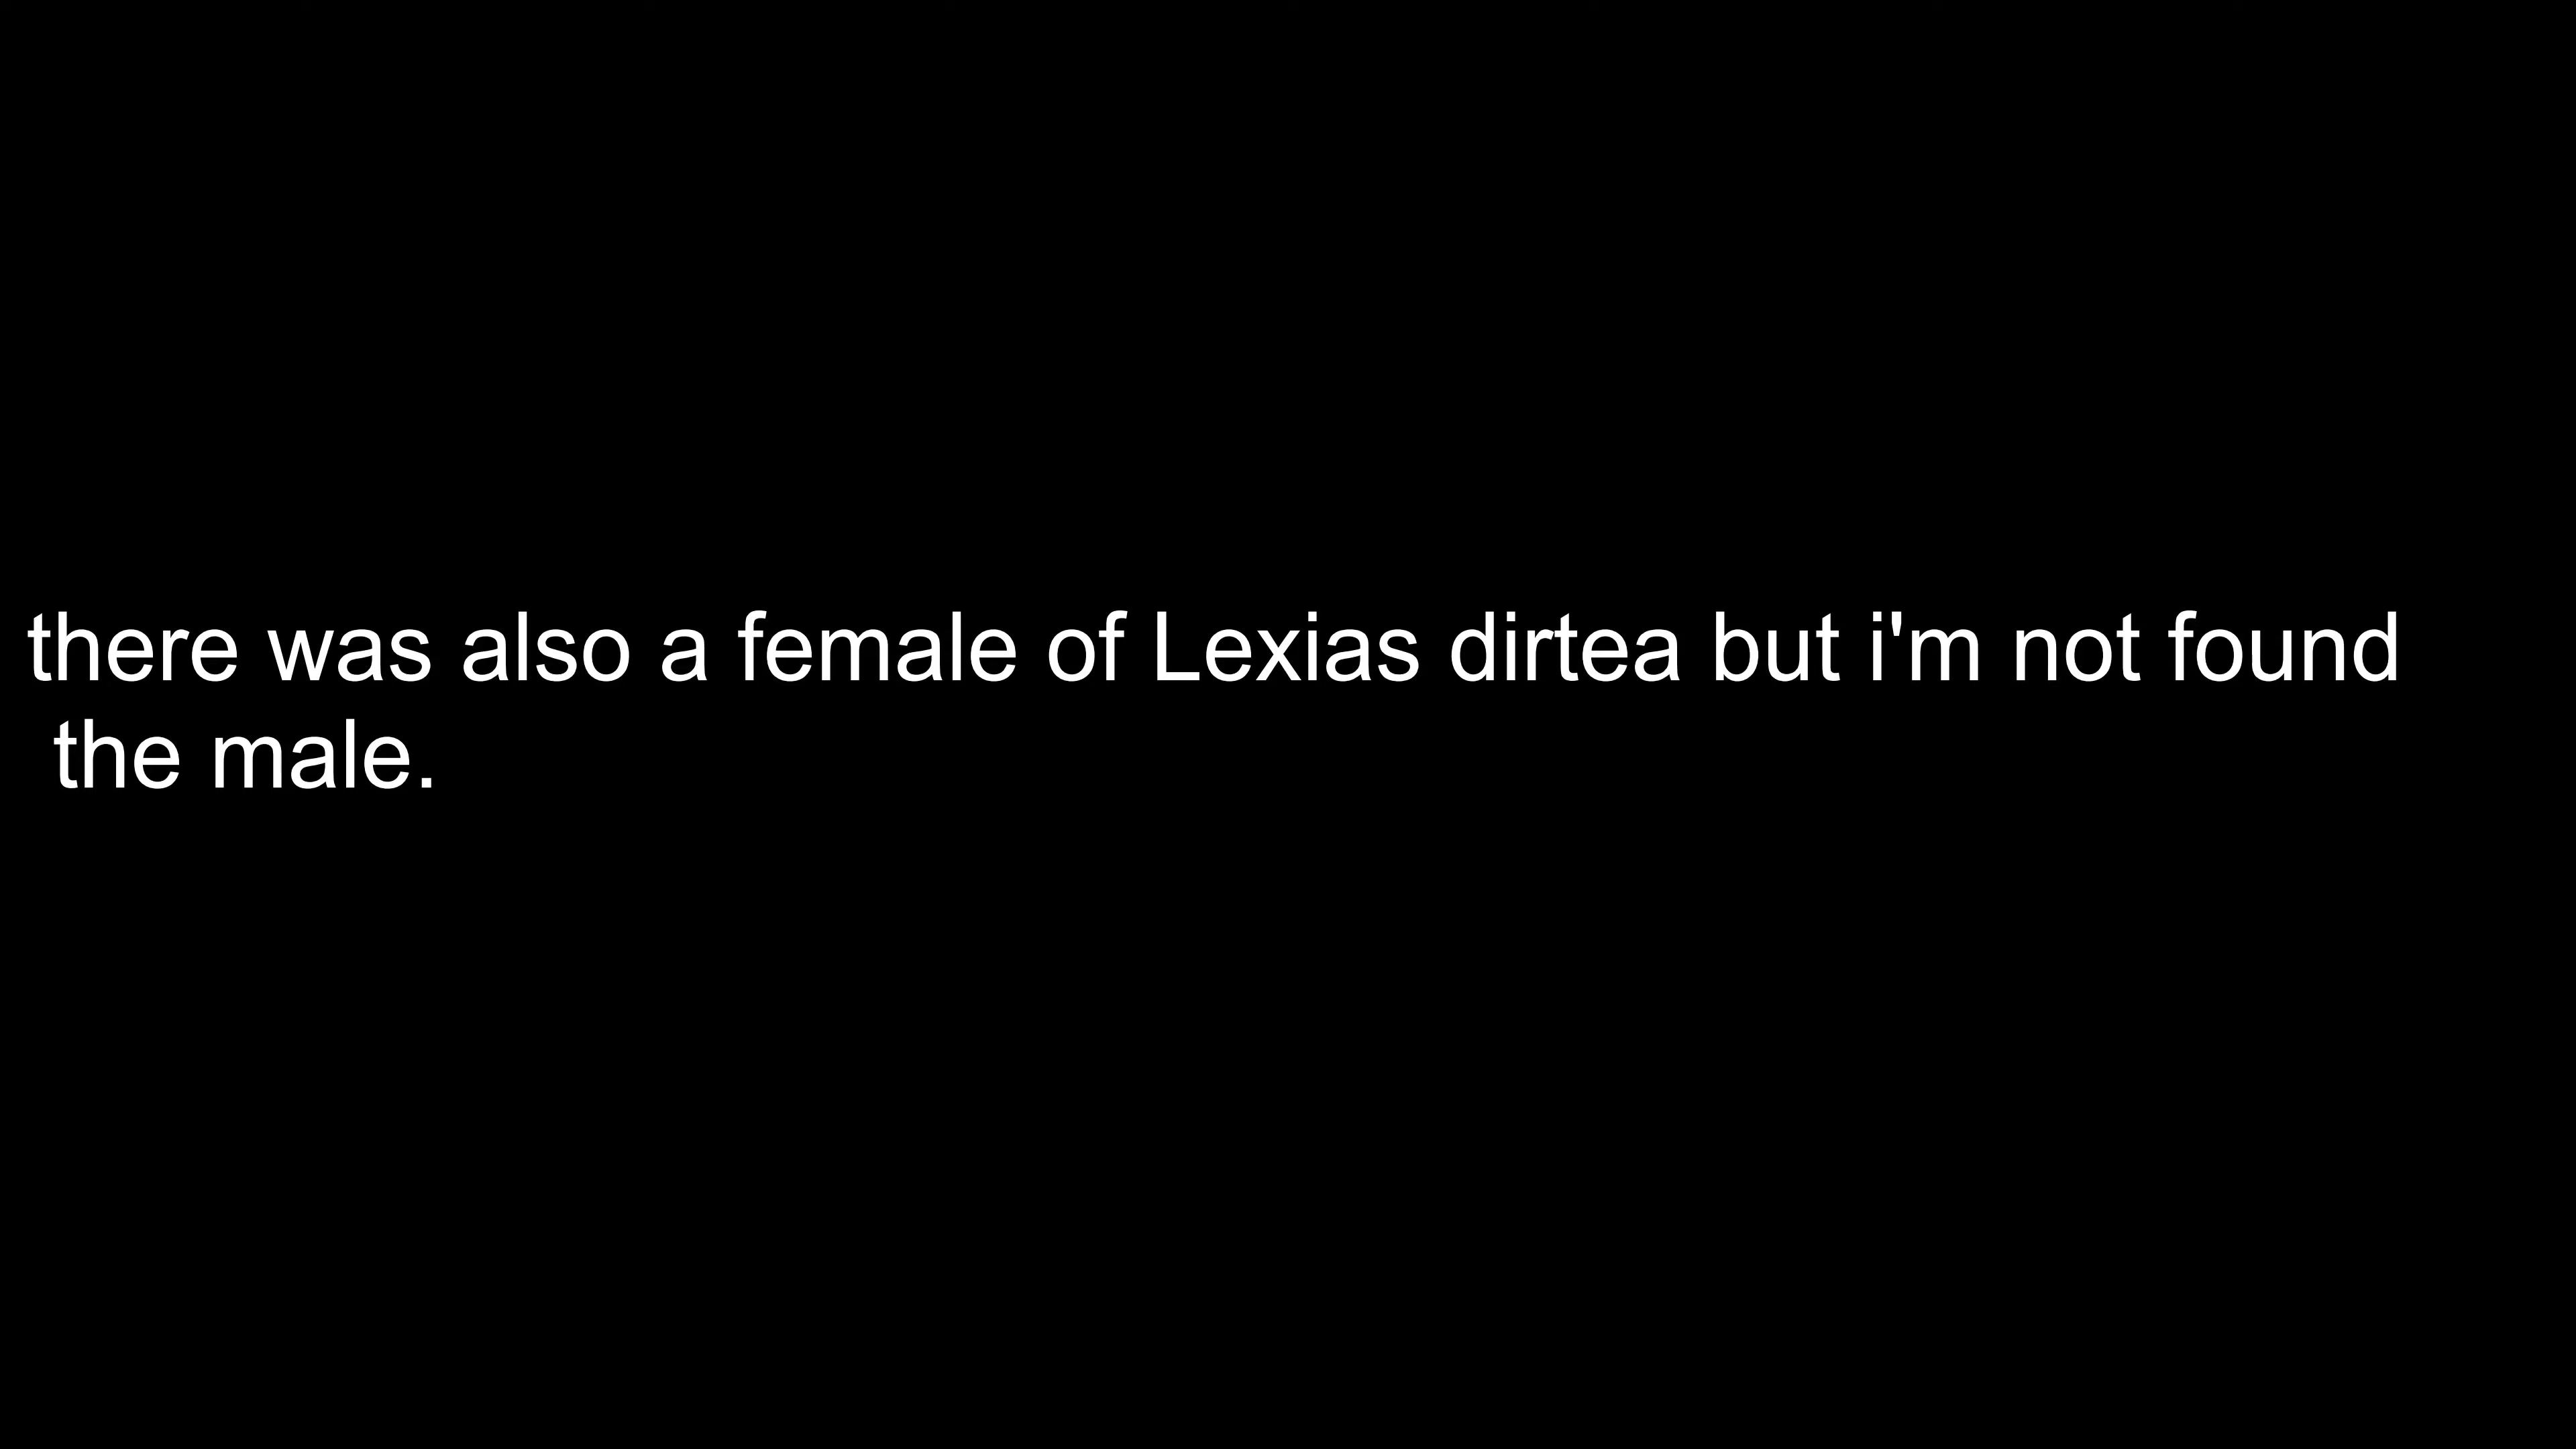 there was also a female of Lexias dirtea but i'm not found
the male.